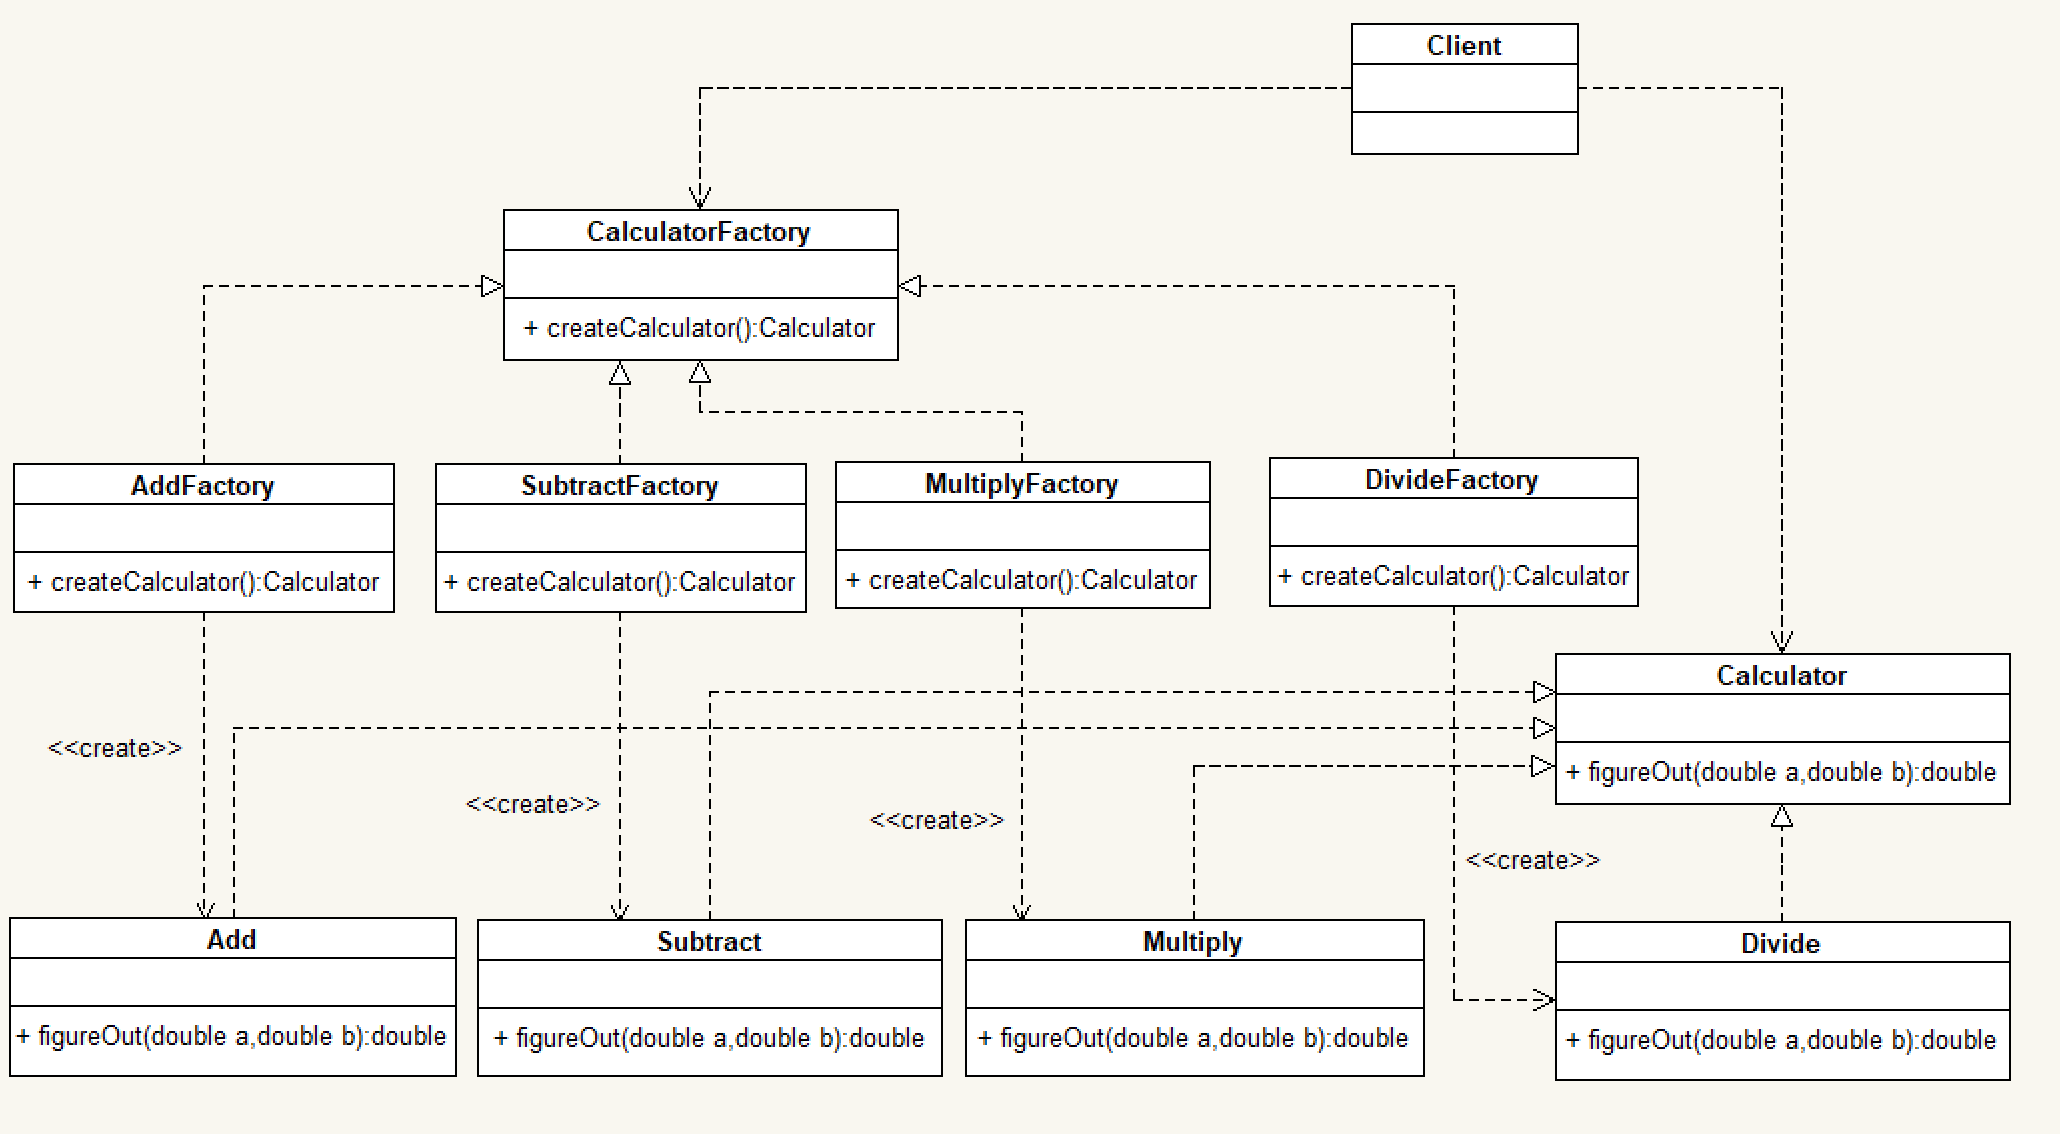 Client
CalculatorFactory
+ createCalculator():Calculator
AddFactory
+ createCalculator():Calculator
SubtractFactory
+ createCalculator():Calculator
MultiplyFactory
+ createCalculator():Calculator
DivideFactory
+ createCalculator():Calculator
Calculator
+ figureOut(double a,double b):double
<<create>>
<<create>>
<<create>>
<<create>>
Add
+ figureOut(double a,double b):double
Subtract
+ figureOut(double a,double b):double
Multiply
+ figureOut(double a,double b):double
Divide
+ figureOut(double a,double b):double